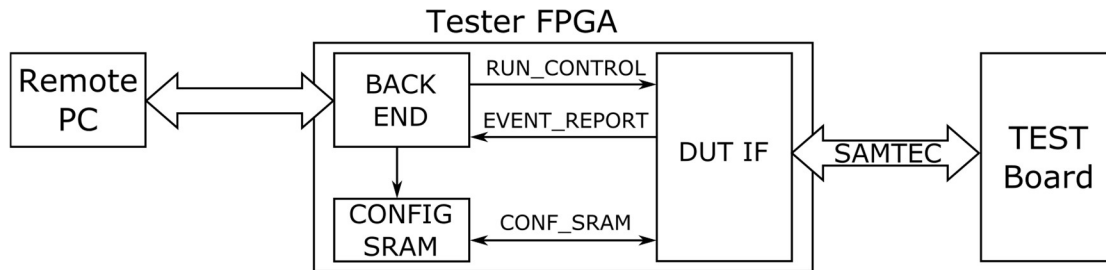 Tester FPGA
Remote
PC
BACK
END
RUN_CONTROL
EVENT_REPORT
DUT IF
SAMTEC
TEST
Board
CONFIG
SRAM
CONF_SRAM